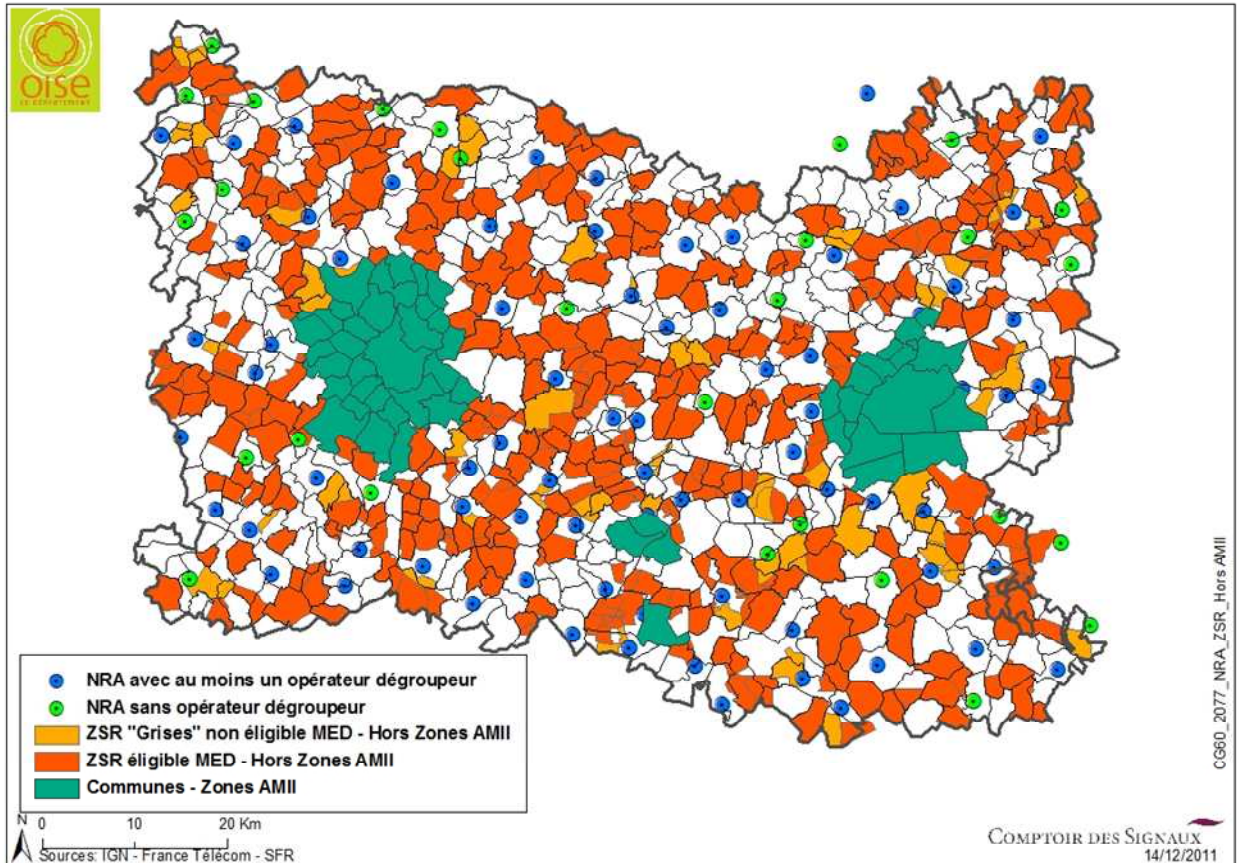 oise
LE DÉPARTEMENT
NRA avec au moins un opérateur dégroupeur
NRA sans opérateur dégroupeur
ZSR "Grises" non éligible MED - Hors Zones AMII
ZSR éligible MED - Hors Zones AMII
Communes - Zones AMII
N 0 10 20 Km
Sources: IGN - France Télécom - SFR
CG60_2077_NRA_ZSR_Hors AMII
COMPTOIR DES SIGNAUX
14/12/2011